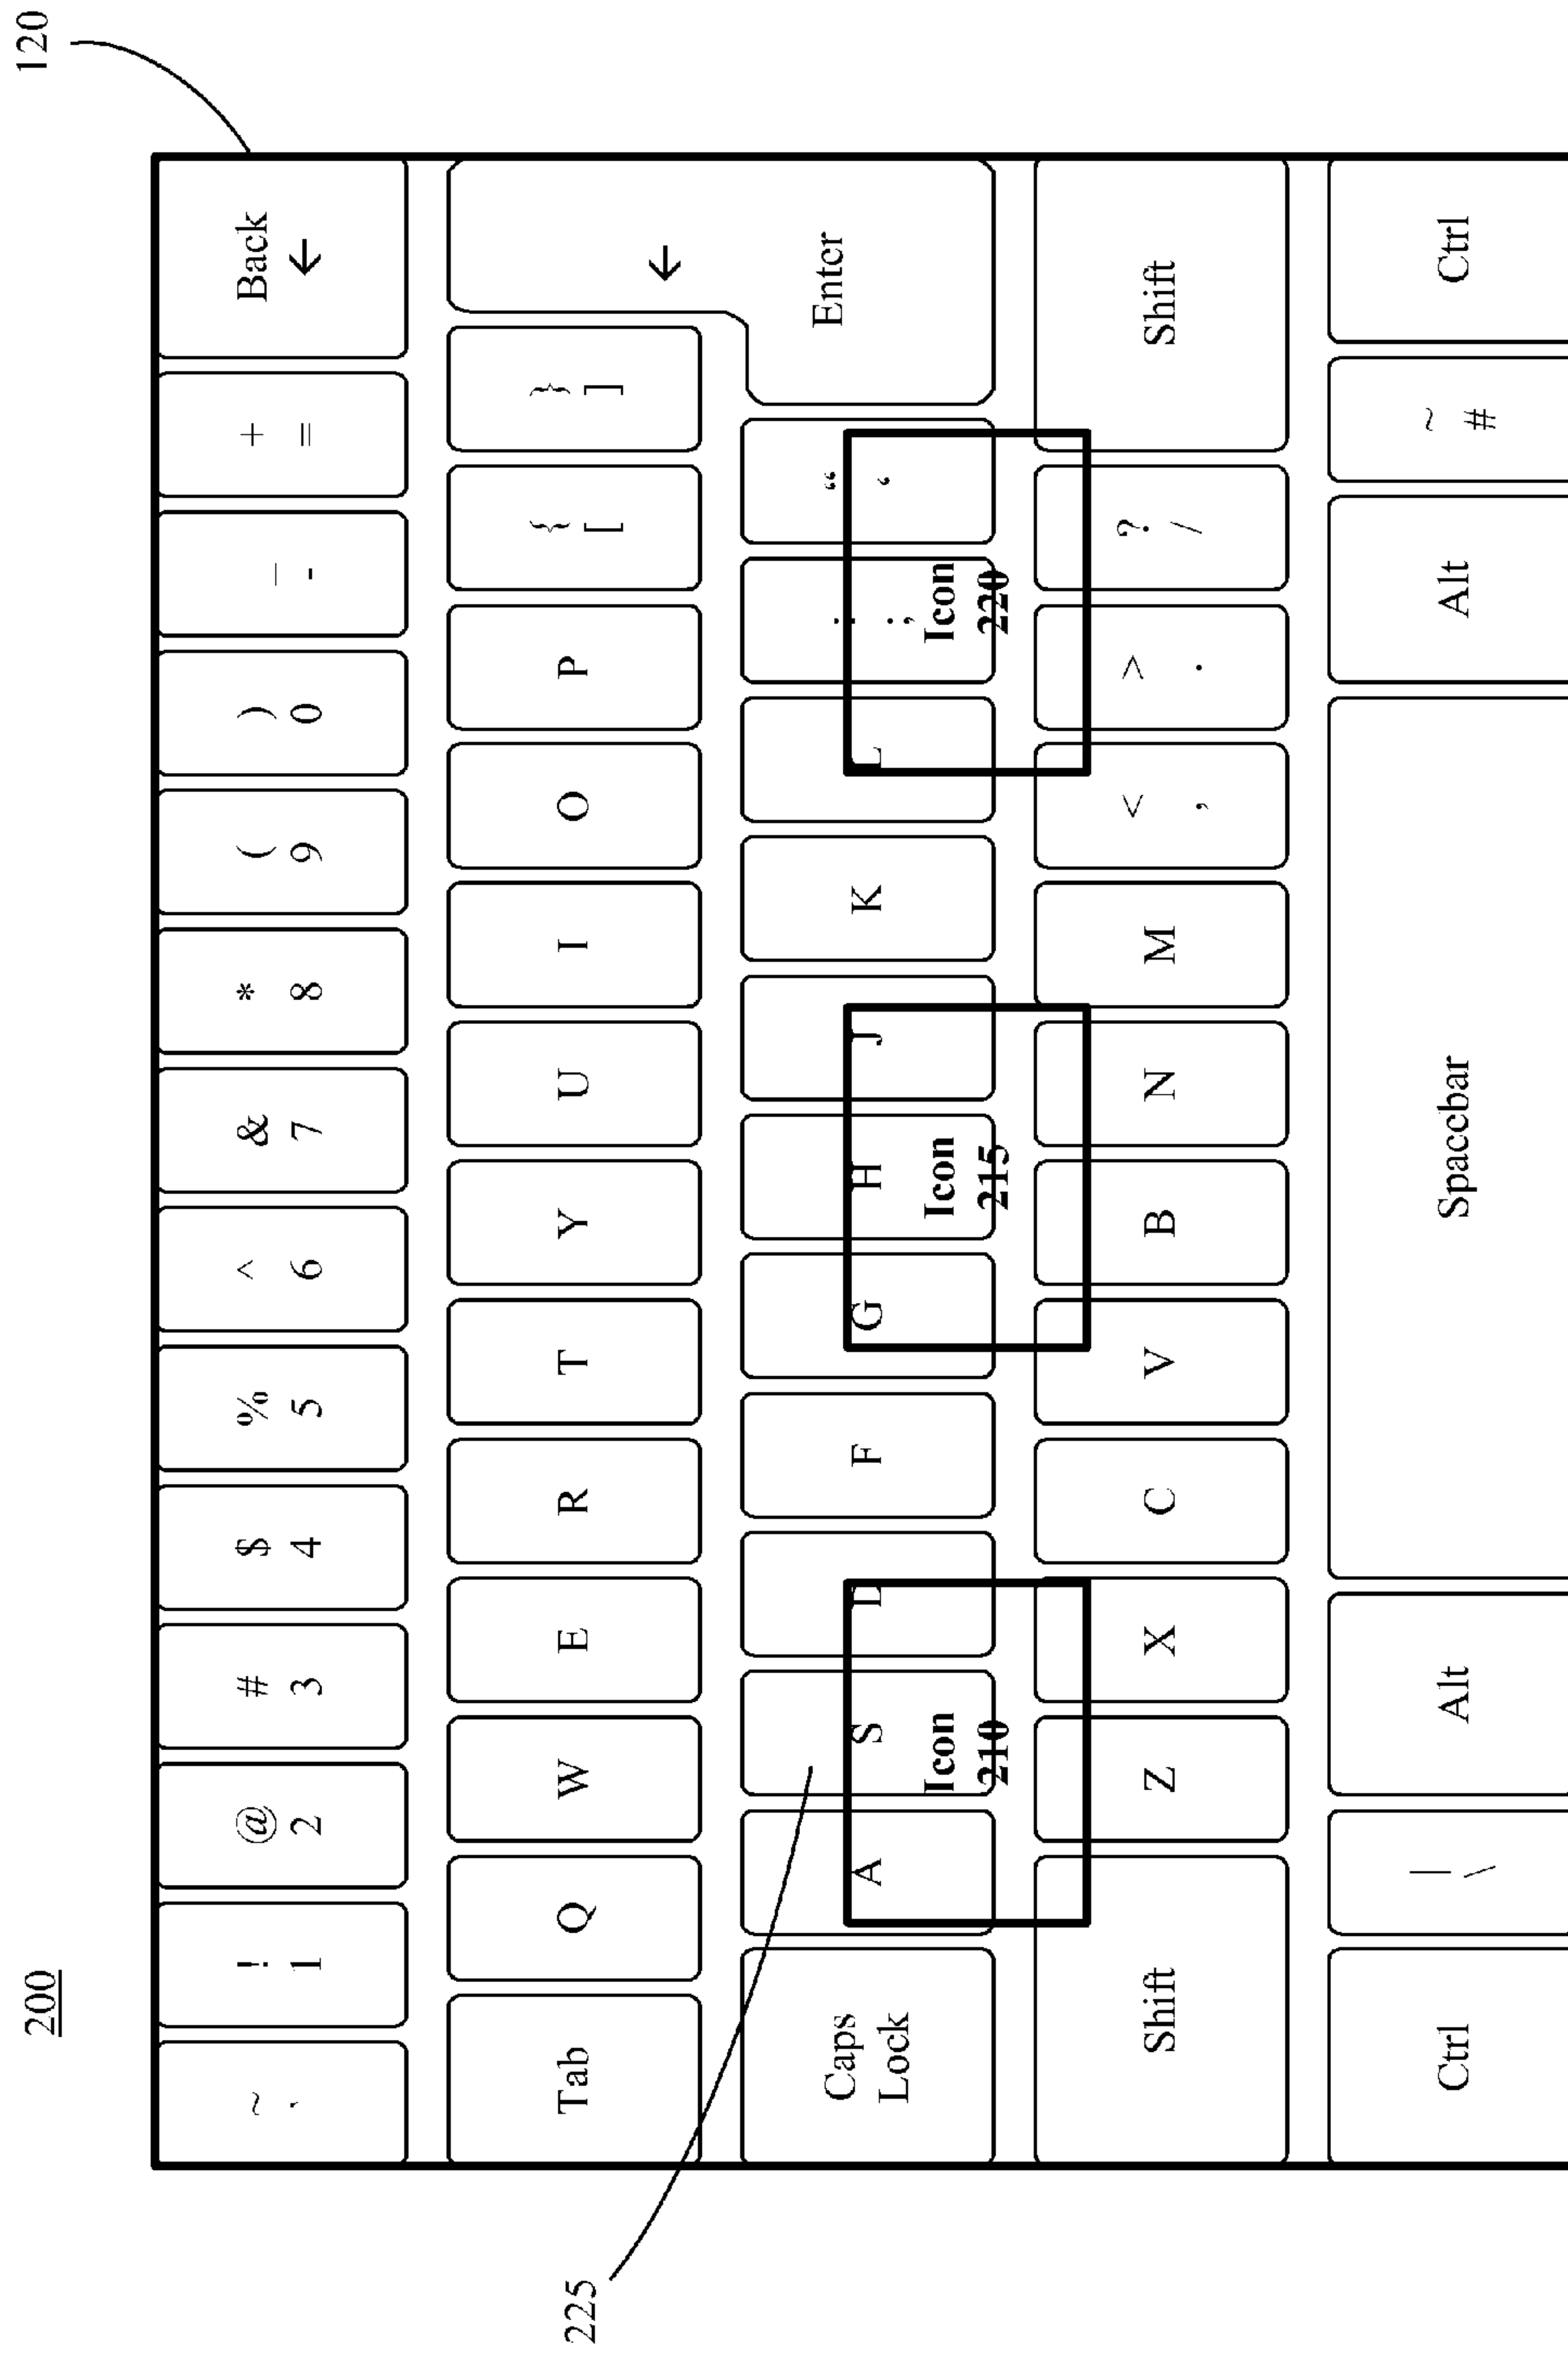 200
120
~
`
!
1
@
2
#
3
$
4
%
5
^
6
&
7
*
8
(
9
)
0
_
-
+
=
Back
←
Tab
Q
W
E
R
T
Y
U
I
O
P
{
[
}
]
←
Enter
225
Caps
Lock
A
S
D
F
G
H
J
K
L
:
;
“
‘
Icon
210
Icon
215
Icon
220
Shift
Z
X
C
V
B
N
M
<
,
>
.
?
/
Shift
Ctrl
|
\
Alt
Spacebar
Alt
~
#
Ctrl